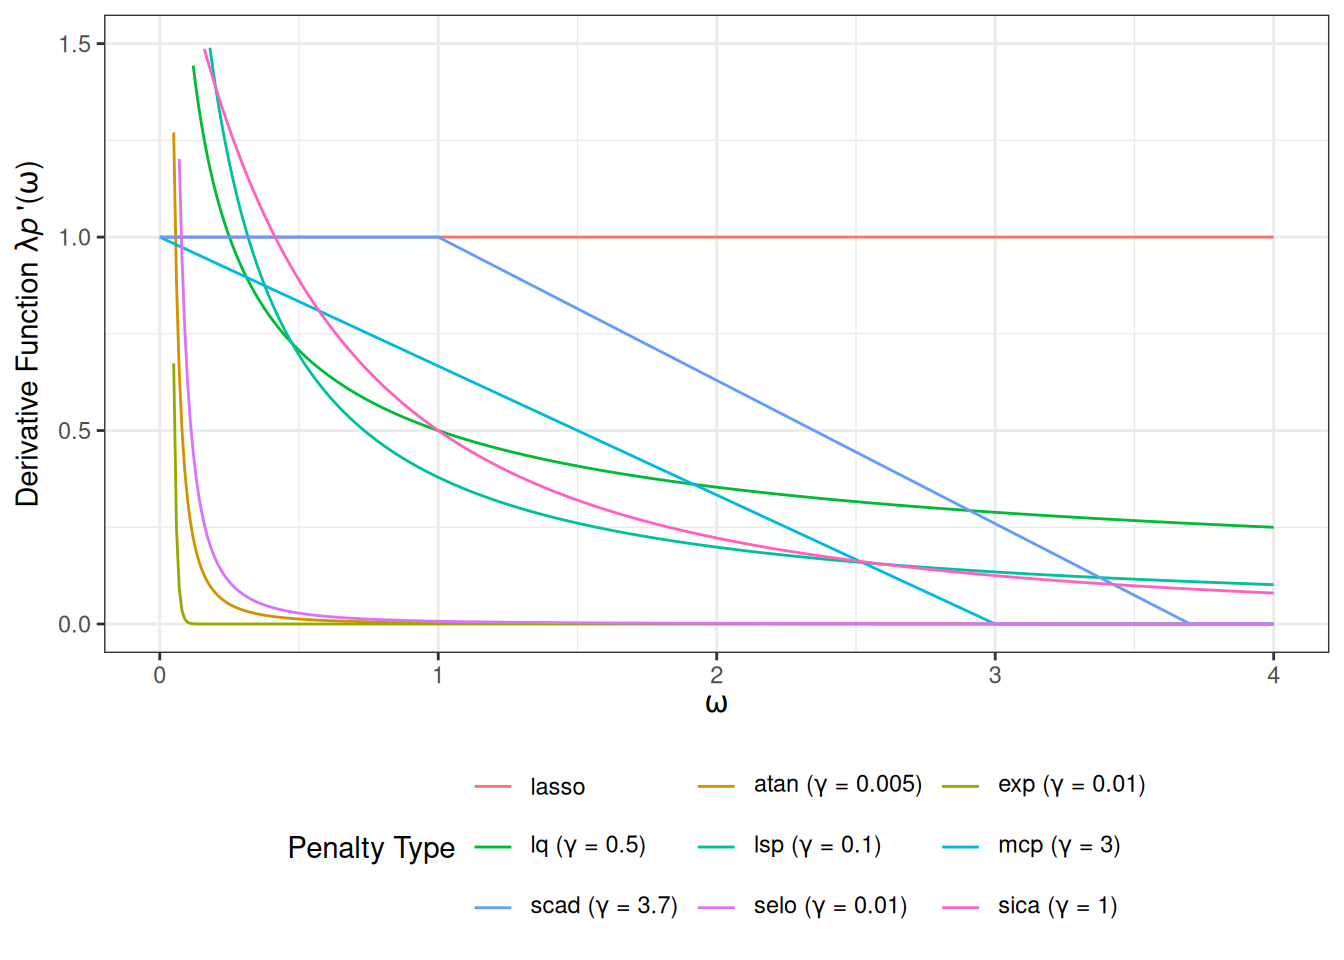 1.5
1.0
0.5
0.0
Derivative Function λp '(ω)
0 1 2 3 4
ω
Penalty Type
lasso atan (γ = 0.005) exp (γ = 0.01)
lq (γ = 0.5) lsp (γ = 0.1) mcp (γ = 3)
scad (γ = 3.7) selo (γ = 0.01) sica (γ = 1)